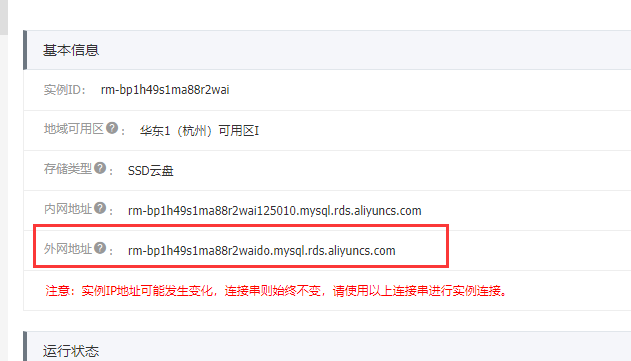 基本信息
实例ID： rm-bp1h49s1ma88r2wai
地域可用区?： 华东1（杭州）可用区I
存储类型?： SSD云盘
内网地址?： rm-bp1h49s1ma88r2wai125010.mysql.rds.aliyuncs.com
外网地址?： rm-bp1h49s1ma88r2waido.mysql.rds.aliyuncs.com
注意：实例IP地址可能发生变化，连接串则始终不变，请使用以上连接串进行实例连接。
运行状态